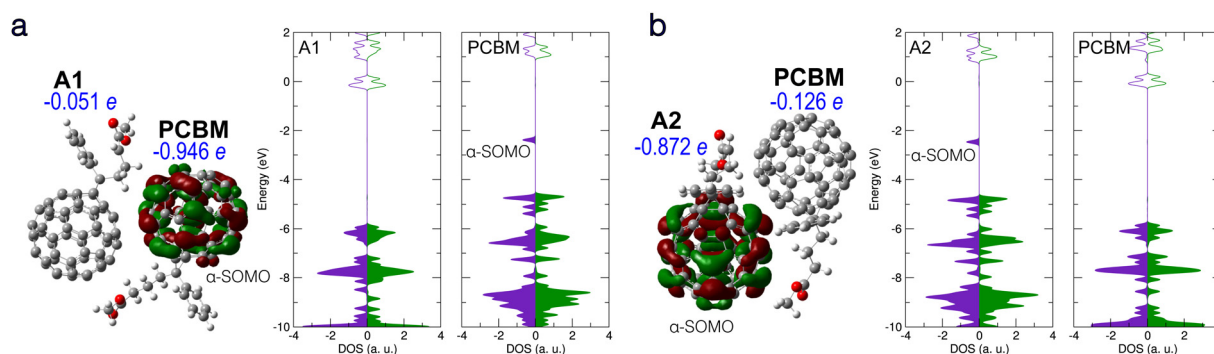 a
A1
-0.051 e
PCBM
-0.946 e
α-SOMO
A1
PCBM
α-SOMO
Energy (eV)
2
0
-2
-4
-6
-8
-10
-4 -2 0 2 4
-4 -2 0 2 4
DOS (a. u.)
DOS (a. u.)
b
PCBM
-0.126 e
A2
-0.872 e
α-SOMO
A2
PCBM
α-SOMO
Energy (eV)
2
0
-2
-4
-6
-8
-10
-4 -2 0 2 4
-4 -2 0 2
DOS (a. u.)
DOS (a. u.)